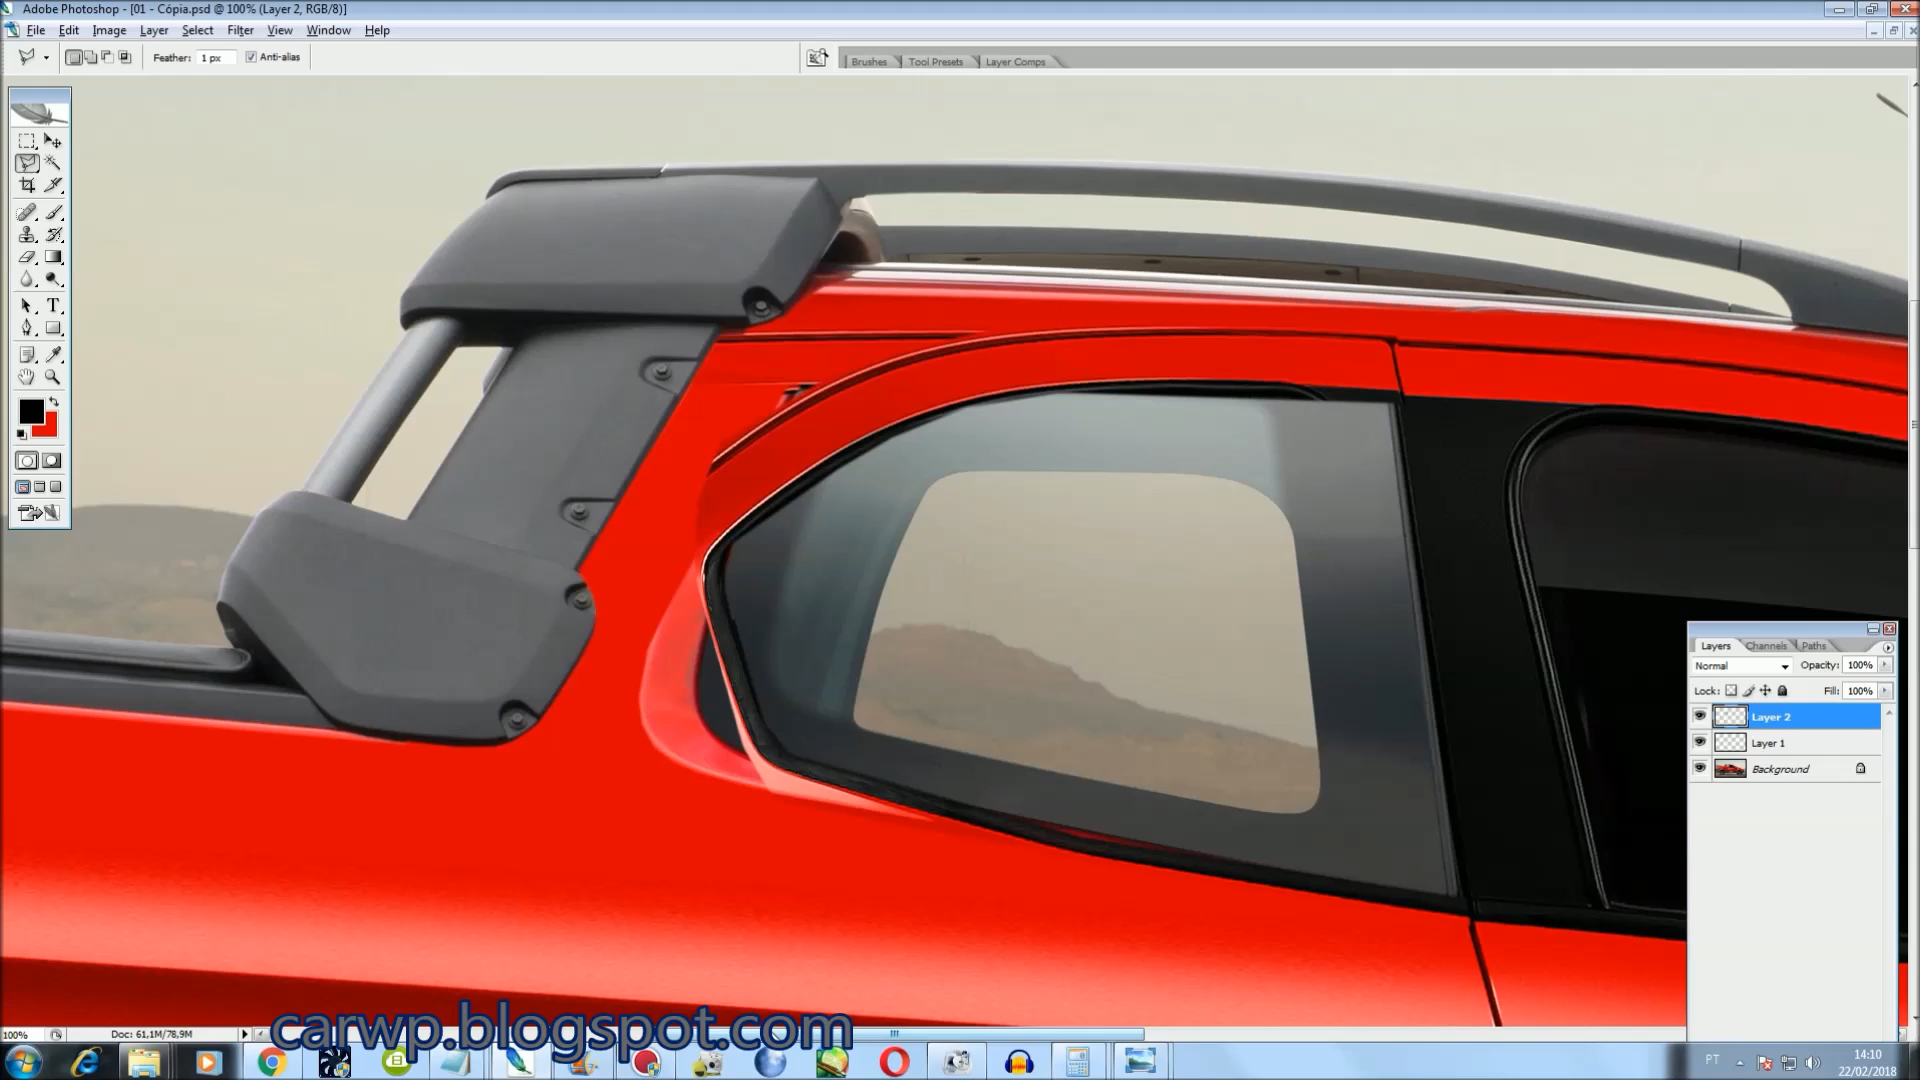 Adobe Photoshop - [01 - Cópia.psd @ 100% (Layer 2, RGB/8)]
File Edit Image Layer Select Filter View Window Help
Feather: 1 px Anti-alias Brushes Tool Presets Layer Comps
Layers Channels Paths
Normal Opacity: 100%
Lock: Fill: 100%
Layer 2
Layer 1
Background
100% Doc: 61,1M/78,9M
carwp.blogspot.com
PT 14:10
22/02/2018